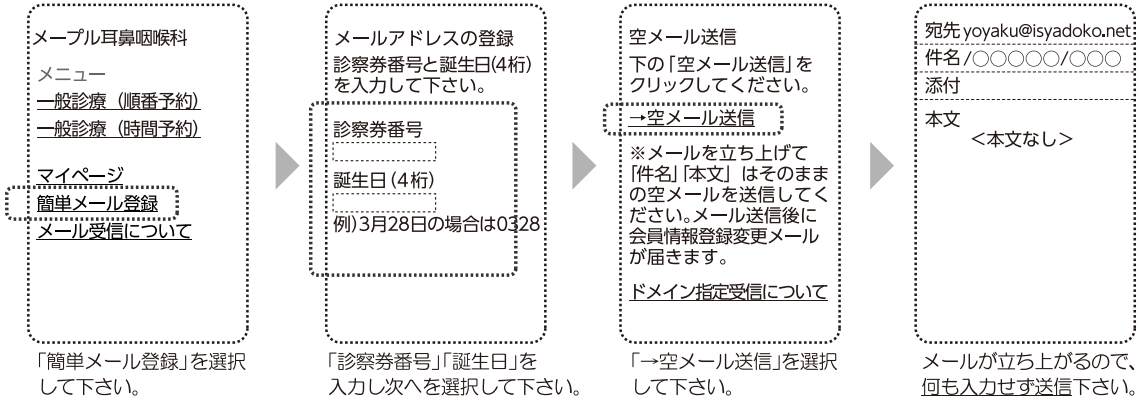 メープル耳鼻咽喉科
メニュー
一般診療（順番予約）
一般診療（時間予約）
マイページ
簡単メール登録
メール受信について
「簡単メール登録」を選択
して下さい。
メールアドレスの登録
診察券番号と誕生日(4桁)
を入力して下さい。
診察券番号
誕生日(4桁)
例)3月28日の場合は0328
「診察券番号」「誕生日」を
入力し次へを選択して下さい。
空メール送信
下の「空メール送信」を
クリックしてください。
→空メール送信
※メールを立ち上げて
「件名」「本文」はそのまま
の空メールを送信してく
ださい。メール送信後に
会員情報登録変更メール
が届きます。
ドメイン指定受信について
「→空メール送信」を選択
して下さい。
宛先 yoyaku@isyadoko.net
件名 /〇〇〇〇〇/〇〇〇
添付
本文
＜本文なし＞
メールが立ち上がるので、
何も入力せず送信下さい。